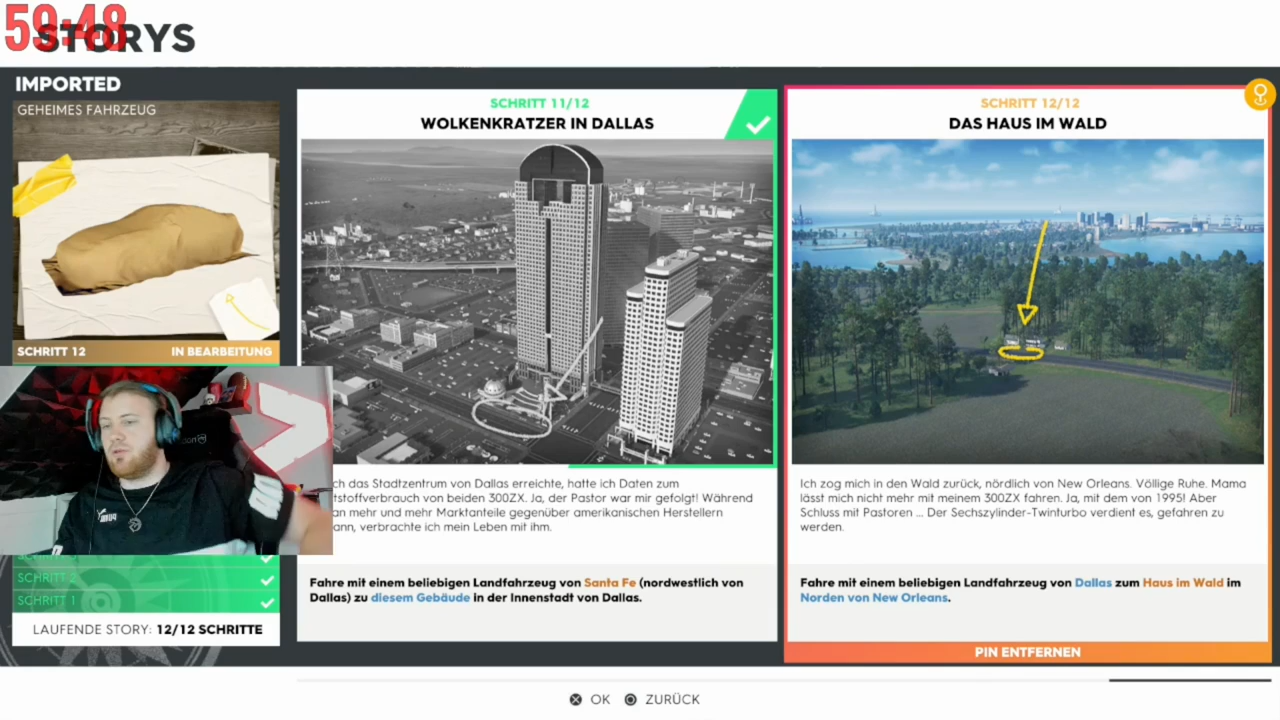 59:48
STORYS
IMPORTED
GEHEIMES FAHRZEUG
SCHRITT 12 IN BEARBEITUNG
SCHRITT 2
SCHRITT 1
LAUFENDE STORY: 12/12 SCHRITTE
SCHRITT 11/12
WOLKENKRATZER IN DALLAS
ch das Stadtzentrum von Dallas erreichte, hatte ich Daten zum
tstoffverbrauch von beiden 300ZX. Ja, der Pastor war mir gefolgt! Während
an mehr und mehr Marktanteile gegenüber amerikanischen Herstellern
ann, verbrachte ich mein Leben mit ihm.
Fahre mit einem beliebigen Landfahrzeug von Santa Fe (nordwestlich von
Dallas) zu diesem Gebäude in der Innenstadt von Dallas.
SCHRITT 12/12
DAS HAUS IM WALD
Ich zog mich in den Wald zurück, nördlich von New Orleans. Völlige Ruhe. Mama
lässt mich nicht mehr mit meinem 300ZX fahren. Ja, mit dem von 1995! Aber
Schluss mit Pastoren ... Der Sechszylinder-Twinturbo verdient es, gefahren zu
werden.
Fahre mit einem beliebigen Landfahrzeug von Dallas zum Haus im Wald im
Norden von New Orleans.
PIN ENTFERNEN
OK ZURÜCK